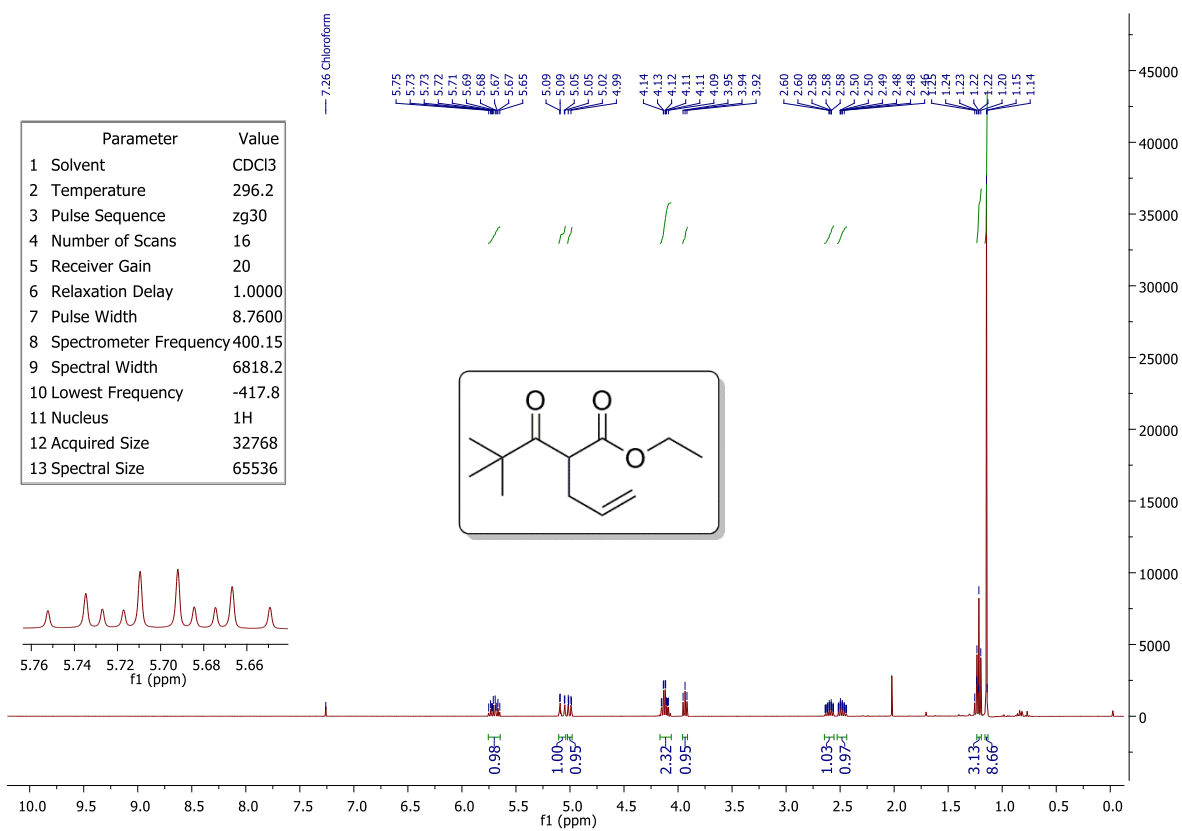 7.26 Chloroform
5.75 5.73 5.73 5.72 5.71 5.69 5.68 5.67 5.67 5.65 5.09 5.09 5.05 5.05 5.02 4.99 4.14 4.13 4.12 4.11 4.11 4.09 3.95 3.94 3.92 2.60 2.60 2.58 2.58 2.58 2.50 2.50 2.49 2.48 2.48 2.46 1.25 1.24 1.23 1.22 1.22 1.20 1.15 1.14
Parameter Value
1 Solvent CDCl3
2 Temperature 296.2
3 Pulse Sequence zg30
4 Number of Scans 16
5 Receiver Gain 20
6 Relaxation Delay 1.0000
7 Pulse Width 8.7600
8 Spectrometer Frequency 400.15
9 Spectral Width 6818.2
10 Lowest Frequency -417.8
11 Nucleus 1H
12 Acquired Size 32768
13 Spectral Size 65536
45000
40000
35000
30000
25000
20000
15000
10000
5000
0
O O
O
5.76 5.74 5.72 5.70 5.68 5.66
f1 (ppm)
0.98 1.00 0.95 2.32 0.95 1.03 0.97 3.13 8.66
10.0 9.5 9.0 8.5 8.0 7.5 7.0 6.5 6.0 5.5 5.0 4.5 4.0 3.5 3.0 2.5 2.0 1.5 1.0 0.5 0.0
f1 (ppm)